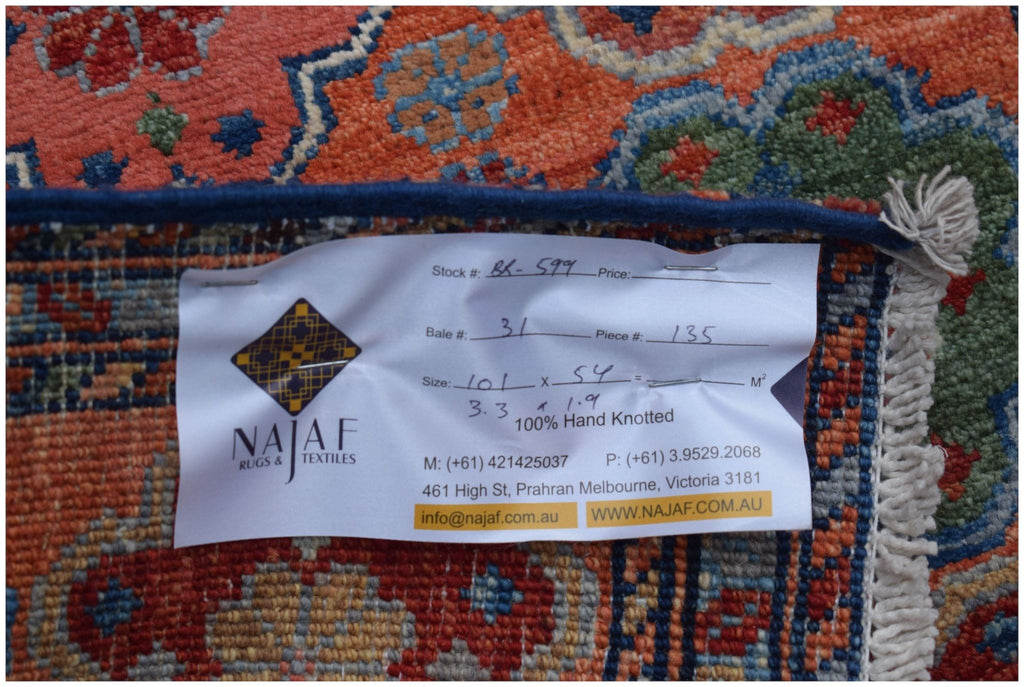 Stock #: BR-599 Price:
Bale #: 31 Piece #: 135
Size: 101 X 54 = M²
3.3 x 1.9
100% Hand Knotted
NAJAF
RUGS & TEXTILES
M: (+61) 421425037 P: (+61) 3.9529.2068
461 High St, Prahran Melbourne, Victoria 3181
info@najaf.com.au WWW.NAJAF.COM.AU